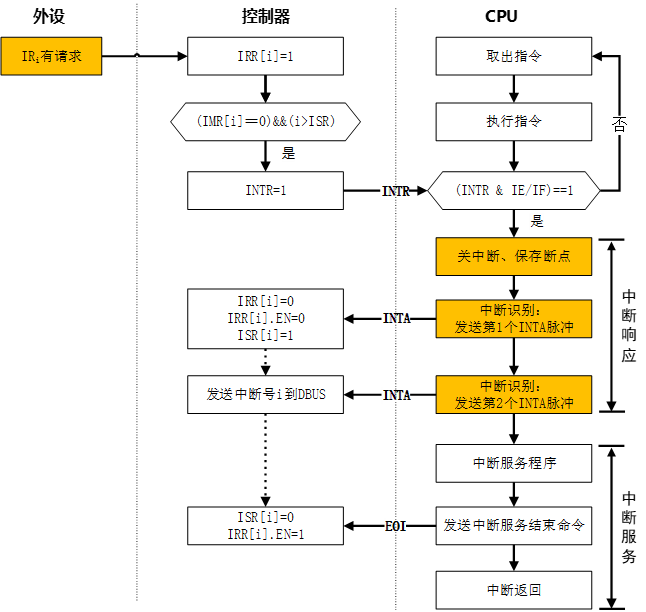 外设
控制器
CPU
IRi有请求
IRR[i]=1
取出指令
(IMR[i]==0)&&(i>ISR)
执行指令
否
是
INTR=1
INTR
(INTR & IE/IF)==1
是
关中断、保存断点
IRR[i]=0
IRR[i].EN=0
ISR[i]=1
INTA
中断识别：
发送第1个INTA脉冲
中断响应
发送中断号i到DBUS
INTA
中断识别：
发送第2个INTA脉冲
中断服务程序
ISR[i]=0
IRR[i].EN=1
EOI
发送中断服务结束命令
中断服务
中断返回